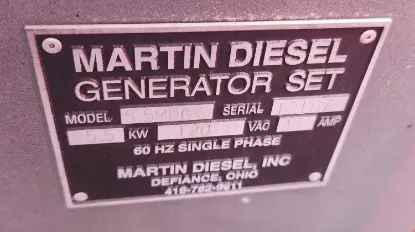 MARTIN DIESEL
GENERATOR SET
MODEL 5.5MDG SERIAL
5.5 KW 120 VAC AMP
60 HZ SINGLE PHASE
MARTIN DIESEL, INC
DEFIANCE, OHIO
419-782-9911